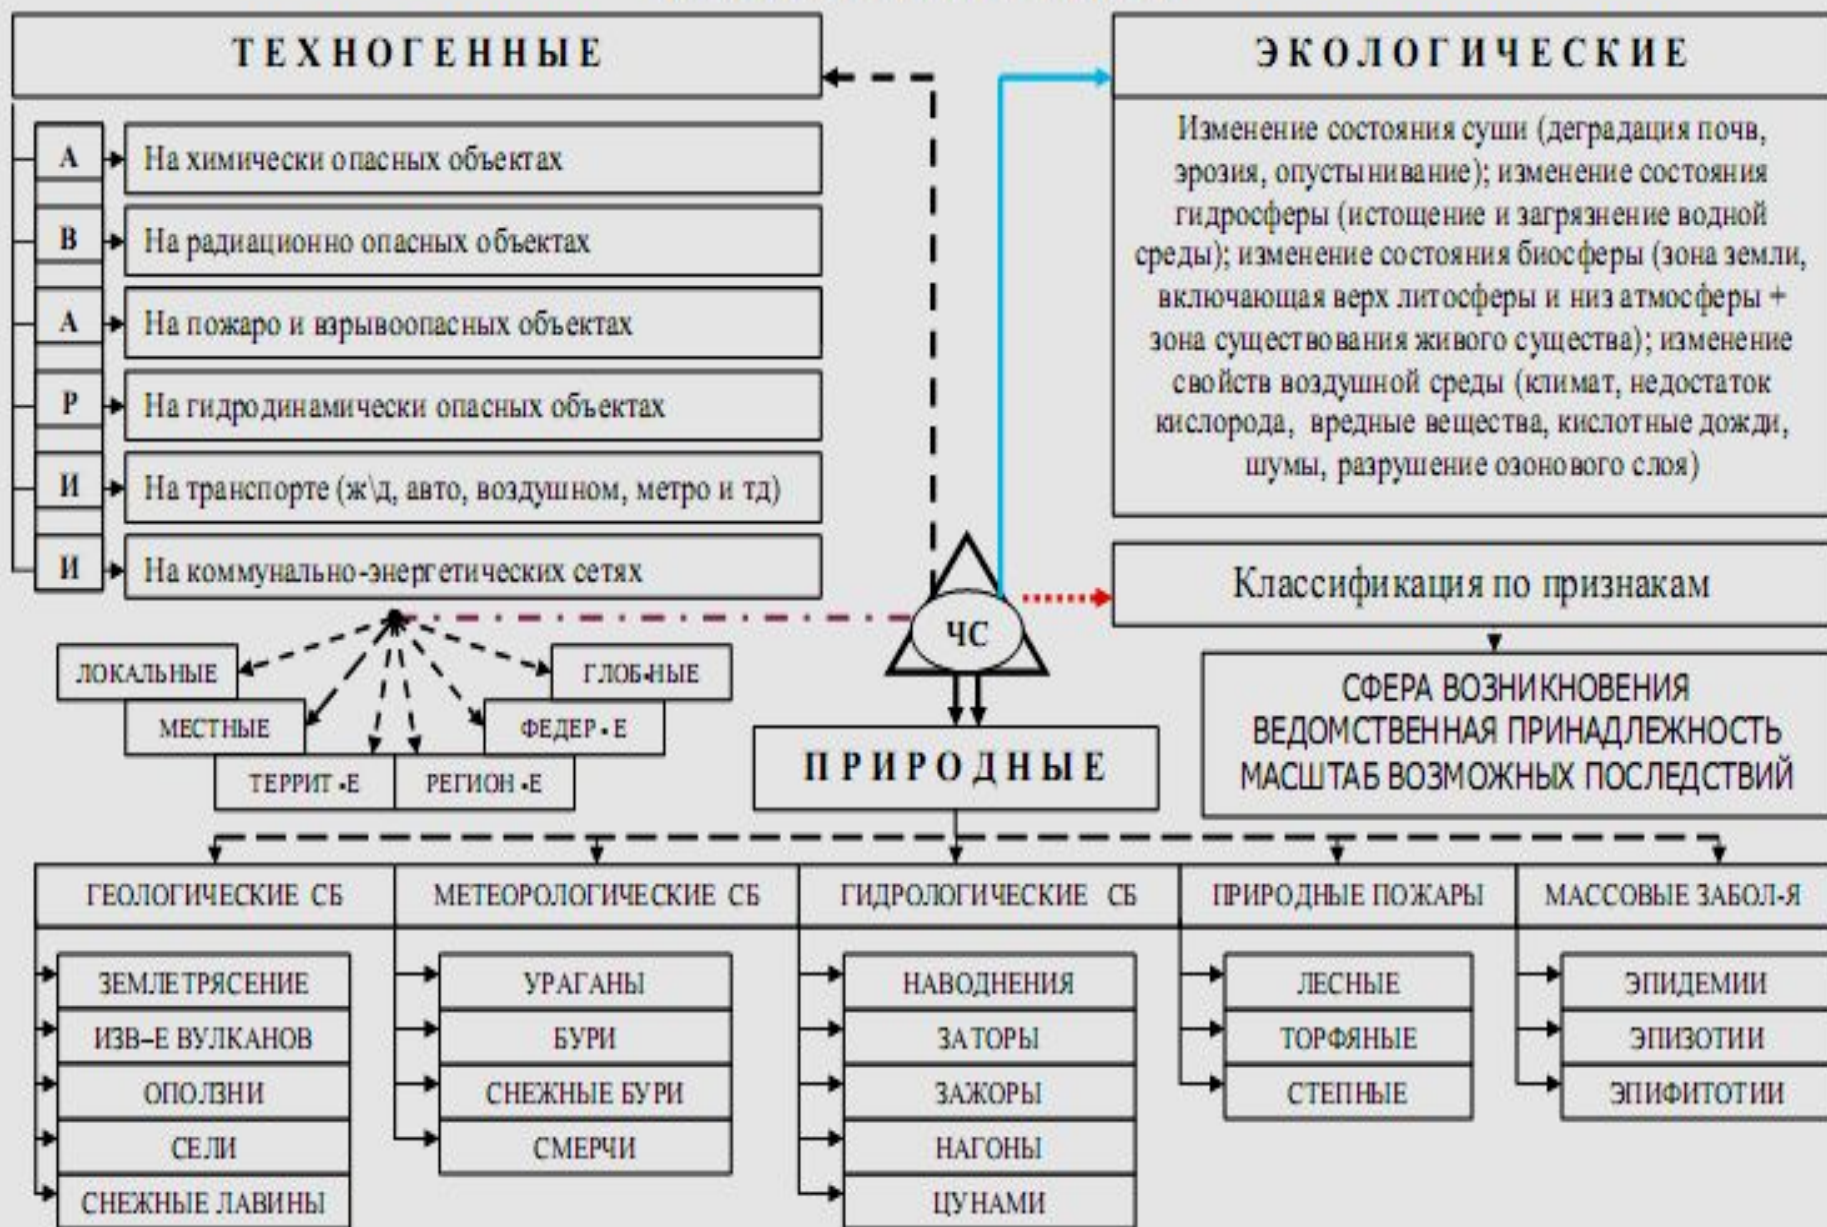 ТЕХНОГЕННЫЕ
А На химически опасных объектах
В На радиационно опасных объектах
А На пожаро и взрывоопасных объектах
Р На гидродинамически опасных объектах
И На транспорте (ж\д, авто, воздушном, метро и тд)
И На коммунально-энергетических сетях
ЭКОЛОГИЧЕСКИЕ
Изменение состояния суши (деградация почв,
эрозия, опустынивание); изменение состояния
гидросферы (истощение и загрязнение водной
среды); изменение состояния биосферы (зона земли,
включающая верх литосферы и низ атмосферы +
зона существования живого существа); изменение
свойств воздушной среды (климат, недостаток
кислорода, вредные вещества, кислотные дожди,
шумы, разрушение озонового слоя)
Классификация по признакам
СФЕРА ВОЗНИКНОВЕНИЯ
ВЕДОМСТВЕННАЯ ПРИНАДЛЕЖНОСТЬ
МАСШТАБ ВОЗМОЖНЫХ ПОСЛЕДСТВИЙ
ЧС
ЛОКАЛЬНЫЕ
МЕСТНЫЕ
ТЕРРИТ-Е
РЕГИОН-Е
ФЕДЕР-Е
ГЛОБ-НЫЕ
ПРИРОДНЫЕ
ГЕОЛОГИЧЕСКИЕ СБ
ЗЕМЛЕТРЯСЕНИЕ
ИЗВ–Е ВУЛКАНОВ
ОПОЛЗНИ
СЕЛИ
СНЕЖНЫЕ ЛАВИНЫ
МЕТЕОРОЛОГИЧЕСКИЕ СБ
УРАГАНЫ
БУРИ
СНЕЖНЫЕ БУРИ
СМЕРЧИ
ГИДРОЛОГИЧЕСКИЕ СБ
НАВОДНЕНИЯ
ЗАТОРЫ
ЗАЖОРЫ
НАГОНЫ
ЦУНАМИ
ПРИРОДНЫЕ ПОЖАРЫ
ЛЕСНЫЕ
ТОРФЯНЫЕ
СТЕПНЫЕ
МАССОВЫЕ ЗАБОЛ-Я
ЭПИДЕМИИ
ЭПИЗОТИИ
ЭПИФИТОТИИ